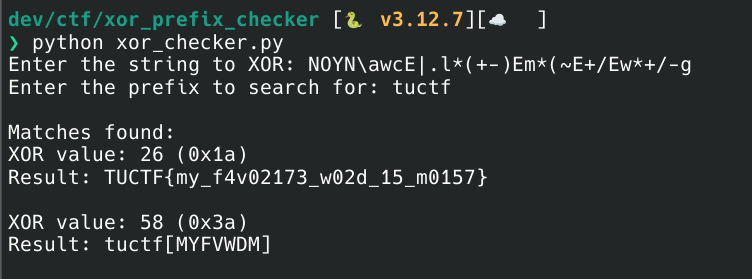 dev/ctf/xor_prefix_checker [🐍 v3.12.7][☁️ ]
❯ python xor_checker.py
Enter the string to XOR: NOYN\awcE|.l*(+-)Em*(~E+/Ew*+/-g
Enter the prefix to search for: tuctf
Matches found:
XOR value: 26 (0x1a)
Result: TUCTF{my_f4v02173_w02d_15_m0157}
XOR value: 58 (0x3a)
Result: tuctf[MYFVWDM]